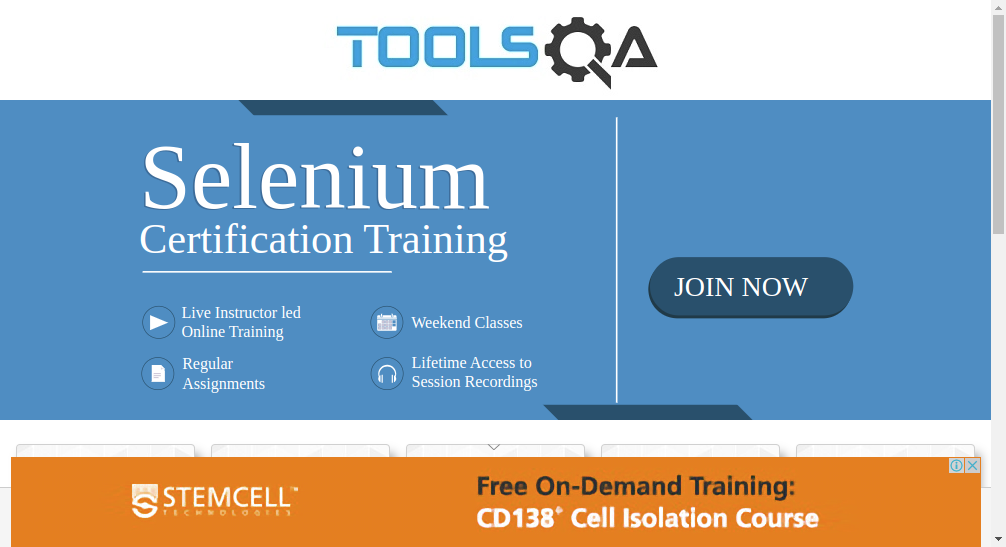 TOOLSQA
Selenium
Certification Training
JOIN NOW
Live Instructor led
Online Training
Weekend Classes
Regular
Assignments
Lifetime Access to
Session Recordings
STEMCELL™
TECHNOLOGIES
Free On-Demand Training:
CD138⁺ Cell Isolation Course